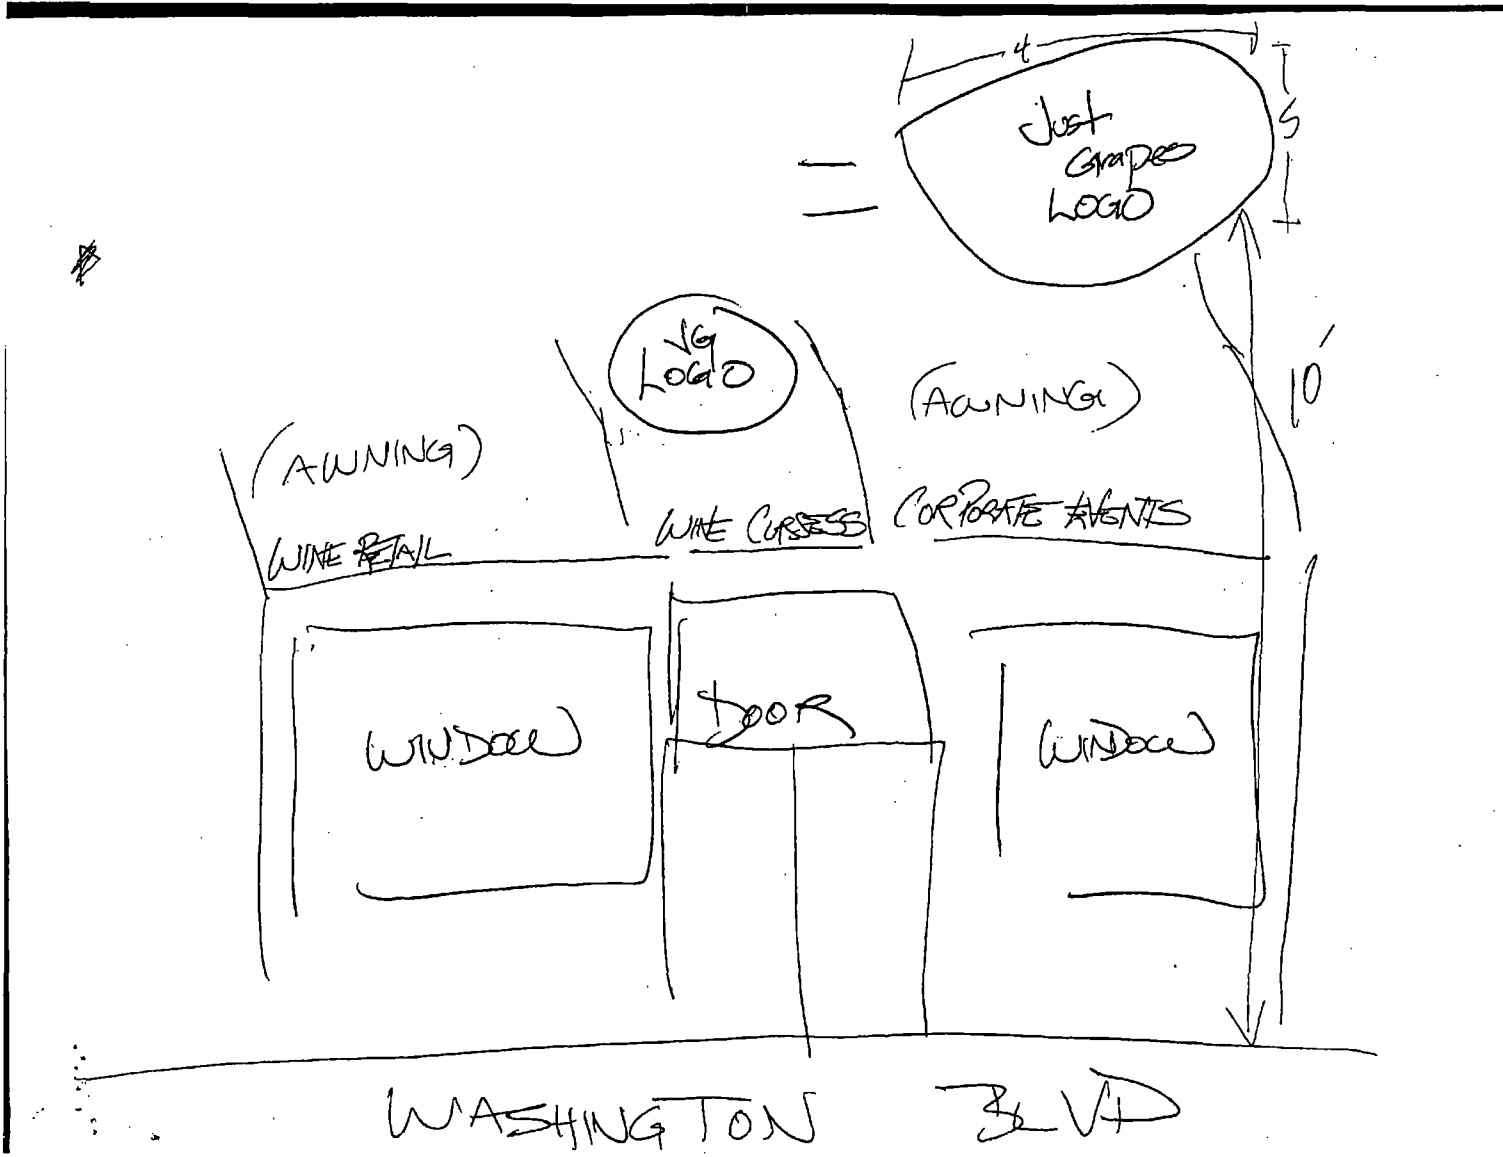 4
Just
Grapes
LOGO
5
JG
LOGO
10'
(AWNING)
(AWNING)
WINE RETAIL
WINE CLASSES
CORPORATE EVENTS
WINDOW
DOOR
WINDOW
WASHINGTON BLVD